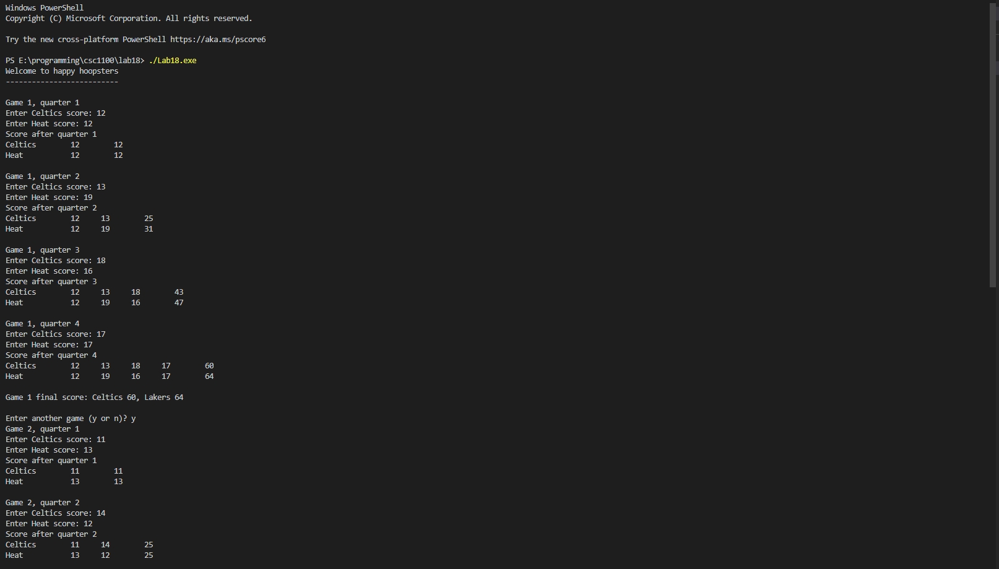 Windows PowerShell
Copyright (C) Microsoft Corporation. All rights reserved.
Try the new cross-platform PowerShell https://aka.ms/pscore6
PS E:\programming\csc1100\lab18> ./Lab18.exe
Welcome to happy hoopsters
--------------------------
Game 1, quarter 1
Enter Celtics score: 12
Enter Heat score: 12
Score after quarter 1
Celtics        12        12
Heat           12        12
Game 1, quarter 2
Enter Celtics score: 13
Enter Heat score: 19
Score after quarter 2
Celtics        12     13        25
Heat           12     19        31
Game 1, quarter 3
Enter Celtics score: 18
Enter Heat score: 16
Score after quarter 3
Celtics        12     13     18        43
Heat           12     19     16        47
Game 1, quarter 4
Enter Celtics score: 17
Enter Heat score: 17
Score after quarter 4
Celtics        12     13     18     17        60
Heat           12     19     16     17        64
Game 1 final score: Celtics 60, Lakers 64
Enter another game (y or n)? y
Game 2, quarter 1
Enter Celtics score: 11
Enter Heat score: 13
Score after quarter 1
Celtics        11        11
Heat           13        13
Game 2, quarter 2
Enter Celtics score: 14
Enter Heat score: 12
Score after quarter 2
Celtics        11     14        25
Heat           13     12        25